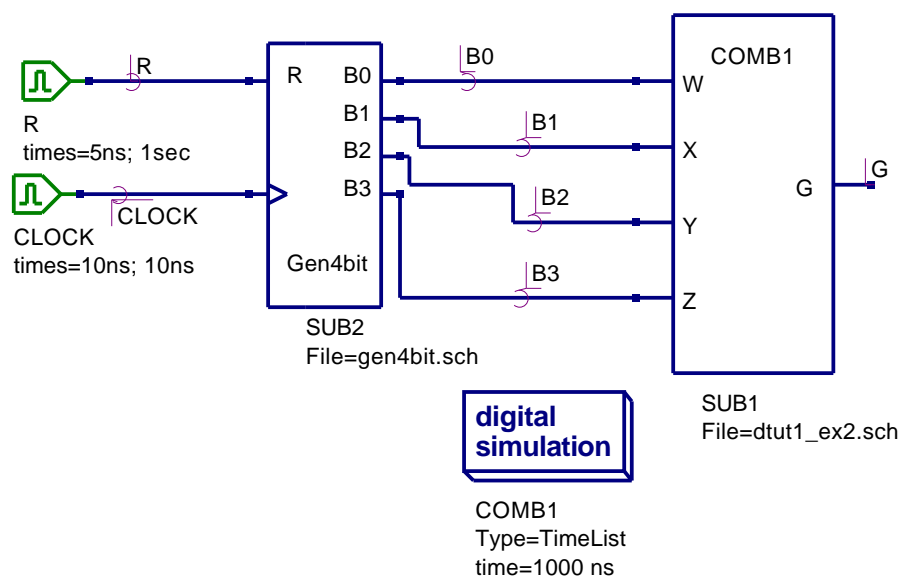 R
R
times=5ns; 1sec
CLOCK
CLOCK
times=10ns; 10ns
R
B0
B1
B2
B3
Gen4bit
SUB2
File=gen4bit.sch
B0
B1
B2
B3
COMB1
W
X
Y
Z
G
G
SUB1
File=dtut1_ex2.sch
digital
simulation
COMB1
Type=TimeList
time=1000 ns